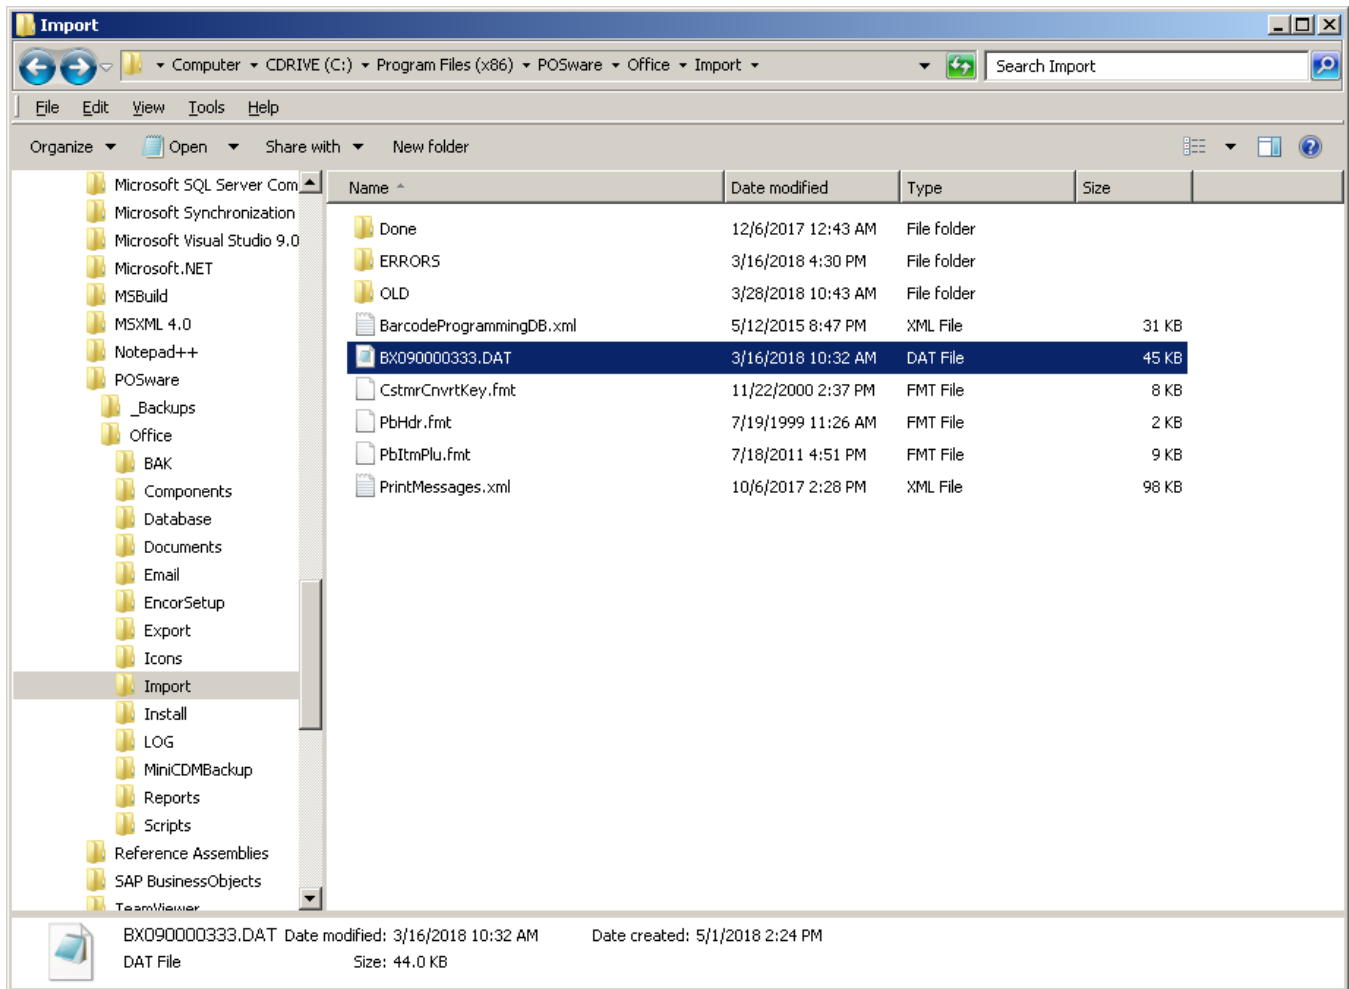 Import
Computer CDRIVE (C:) Program Files (x86) POSware Office Import Search Import
File Edit View Tools Help
Organize Open Share with New folder
Microsoft SQL Server Com
Microsoft Synchronization
Microsoft Visual Studio 9.0
Microsoft.NET
MSBuild
MSXML 4.0
Notepad++
POSware
_Backups
Office
BAK
Components
Database
Documents
Email
EncorSetup
Export
Icons
Import
Install
LOG
MiniCDMBackup
Reports
Scripts
Reference Assemblies
SAP BusinessObjects
TeamViewer
Name Date modified Type Size
Done 12/6/2017 12:43 AM File folder
ERRORS 3/16/2018 4:30 PM File folder
OLD 3/28/2018 10:43 AM File folder
BarcodeProgrammingDB.xml 5/12/2015 8:47 PM XML File 31 KB
BX090000333.DAT 3/16/2018 10:32 AM DAT File 45 KB
CstmrCnvrtKey.fmt 11/22/2000 2:37 PM FMT File 8 KB
PbHdr.fmt 7/19/1999 11:26 AM FMT File 2 KB
PbItmPlu.fmt 7/18/2011 4:51 PM FMT File 9 KB
PrintMessages.xml 10/6/2017 2:28 PM XML File 98 KB
BX090000333.DAT Date modified: 3/16/2018 10:32 AM Date created: 5/1/2018 2:24 PM
DAT File Size: 44.0 KB